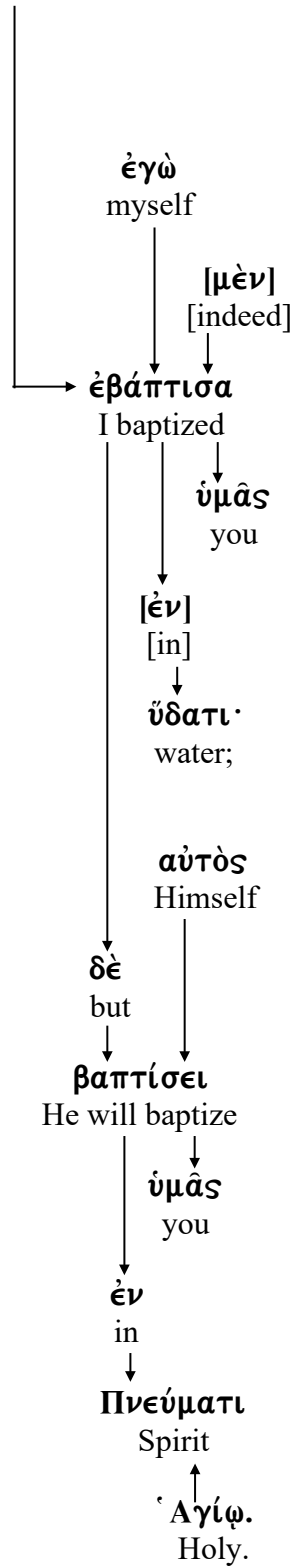 ἐγὼ
myself
[μὲν]
[indeed]
ἐβάπτισα
I baptized
ὑμᾶς
you
[ἐν]
[in]
ὕδατι·
water;
αὐτὸς
Himself
δὲ
but
βαπτίσει
He will baptize
ὑμᾶς
you
ἐν
in
Πνεύματι
Spirit
Ἁγίῳ.
Holy.